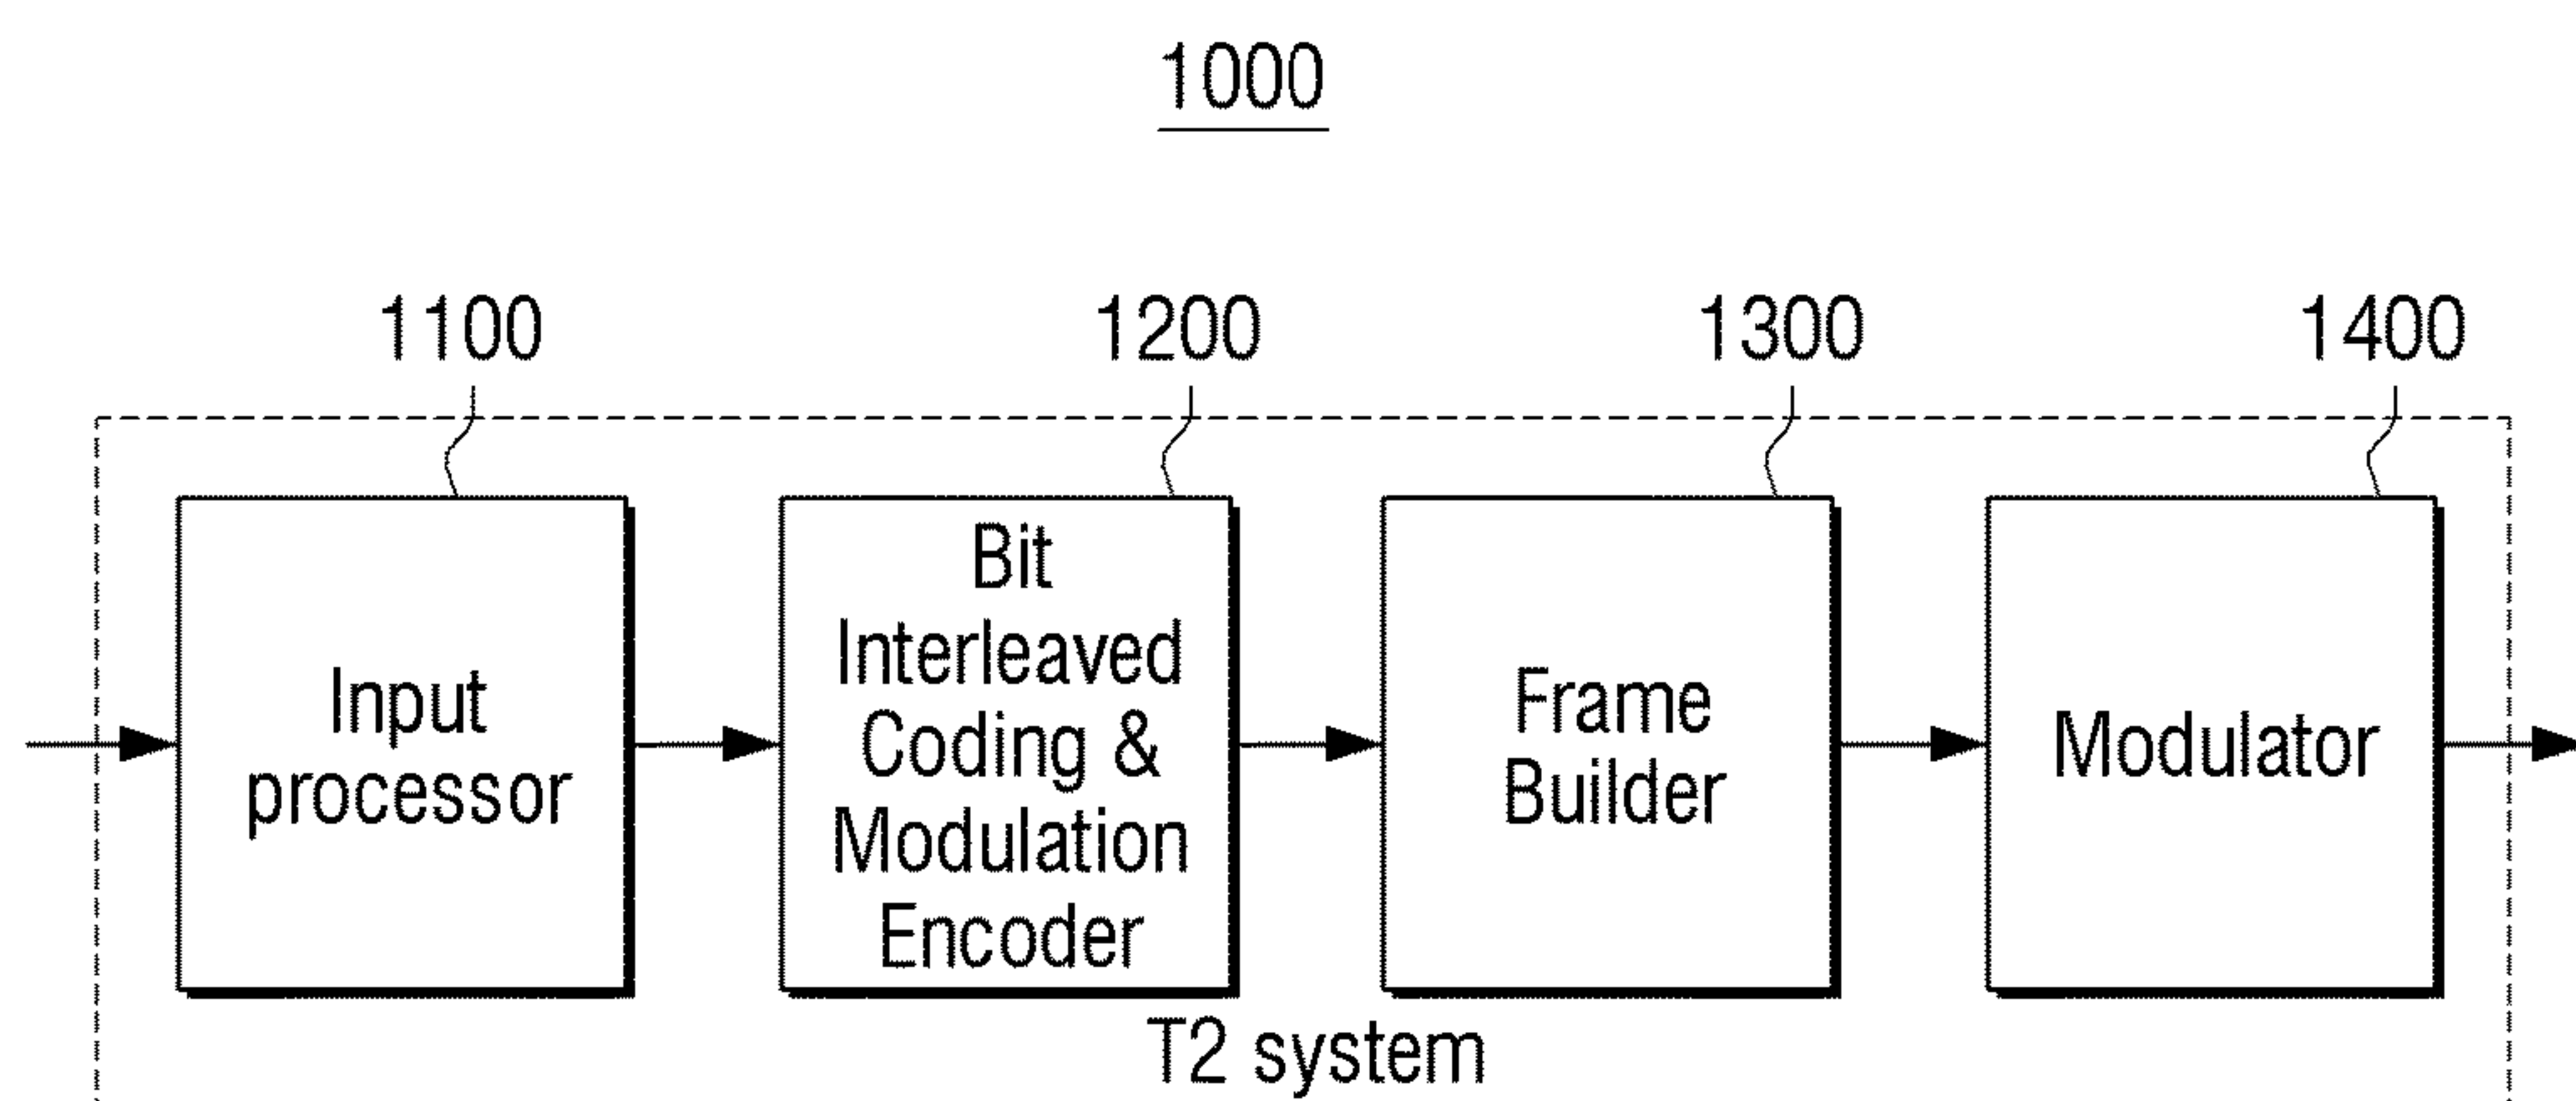 1000
1100
1200
1300
1400
Input
processor
Bit
Interleaved
Coding &
Modulation
Encoder
Frame
Builder
Modulator
T2 system